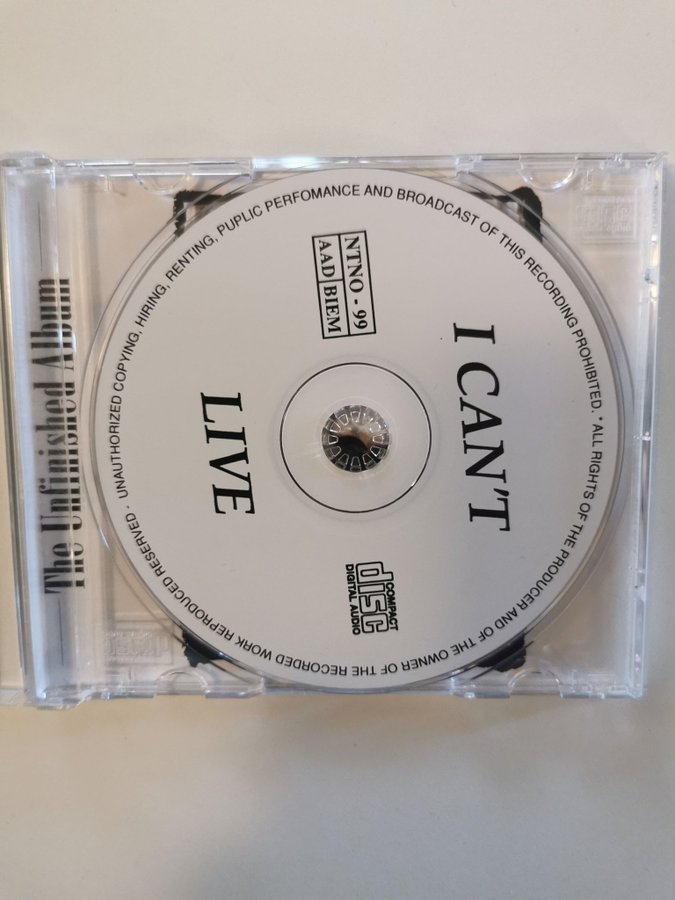 The Unfinished Album
I CAN'T
LIVE
NTNO - 99
AAD BIEM
COMPACT
disc
DIGITAL AUDIO
· UNAUTHORIZED COPYING, HIRING, RENTING, PUPLIC PERFOMANCE AND BROADCAST OF THIS RECORDING PROHIBITED. · ALL RIGHTS OF THE PRODUCER AND OF THE OWNER OF THE RECORDED WORK REPRODUCED RESERVED